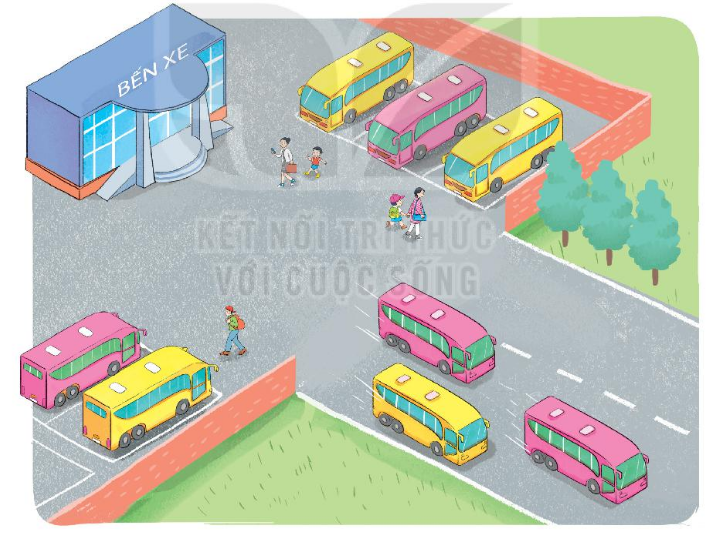 BẾN XE
KẾT NỐI TRI THỨC
VỚI CUỘC SỐNG